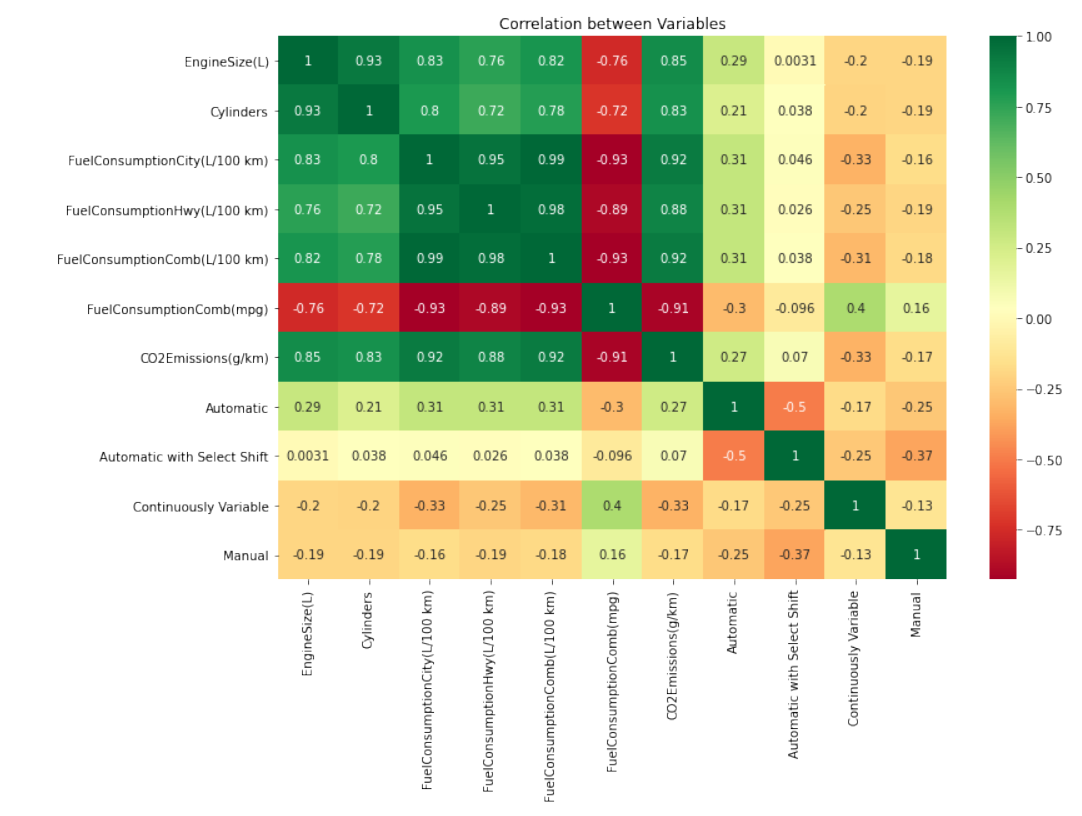 Correlation between Variables
EngineSize(L) 1 0.93 0.83 0.76 0.82 -0.76 0.85 0.29 0.0031 -0.2 -0.19
Cylinders 0.93 1 0.8 0.72 0.78 -0.72 0.83 0.21 0.038 -0.2 -0.19
FuelConsumptionCity(L/100 km) 0.83 0.8 1 0.95 0.99 -0.93 0.92 0.31 0.046 -0.33 -0.16
FuelConsumptionHwy(L/100 km) 0.76 0.72 0.95 1 0.98 -0.89 0.88 0.31 0.026 -0.25 -0.19
FuelConsumptionComb(L/100 km) 0.82 0.78 0.99 0.98 1 -0.93 0.92 0.31 0.038 -0.31 -0.18
FuelConsumptionComb(mpg) -0.76 -0.72 -0.93 -0.89 -0.93 1 -0.91 -0.3 -0.096 0.4 0.16
CO2Emissions(g/km) 0.85 0.83 0.92 0.88 0.92 -0.91 1 0.27 0.07 -0.33 -0.17
Automatic 0.29 0.21 0.31 0.31 0.31 -0.3 0.27 1 -0.5 -0.17 -0.25
Automatic with Select Shift 0.0031 0.038 0.046 0.026 0.038 -0.096 0.07 -0.5 1 -0.25 -0.37
Continuously Variable -0.2 -0.2 -0.33 -0.25 -0.31 0.4 -0.33 -0.17 -0.25 1 -0.13
Manual -0.19 -0.19 -0.16 -0.19 -0.18 0.16 -0.17 -0.25 -0.37 -0.13 1
EngineSize(L)
Cylinders
FuelConsumptionCity(L/100 km)
FuelConsumptionHwy(L/100 km)
FuelConsumptionComb(L/100 km)
FuelConsumptionComb(mpg)
CO2Emissions(g/km)
Automatic
Automatic with Select Shift
Continuously Variable
Manual
1.00
0.75
0.50
0.25
0.00
−0.25
−0.50
−0.75